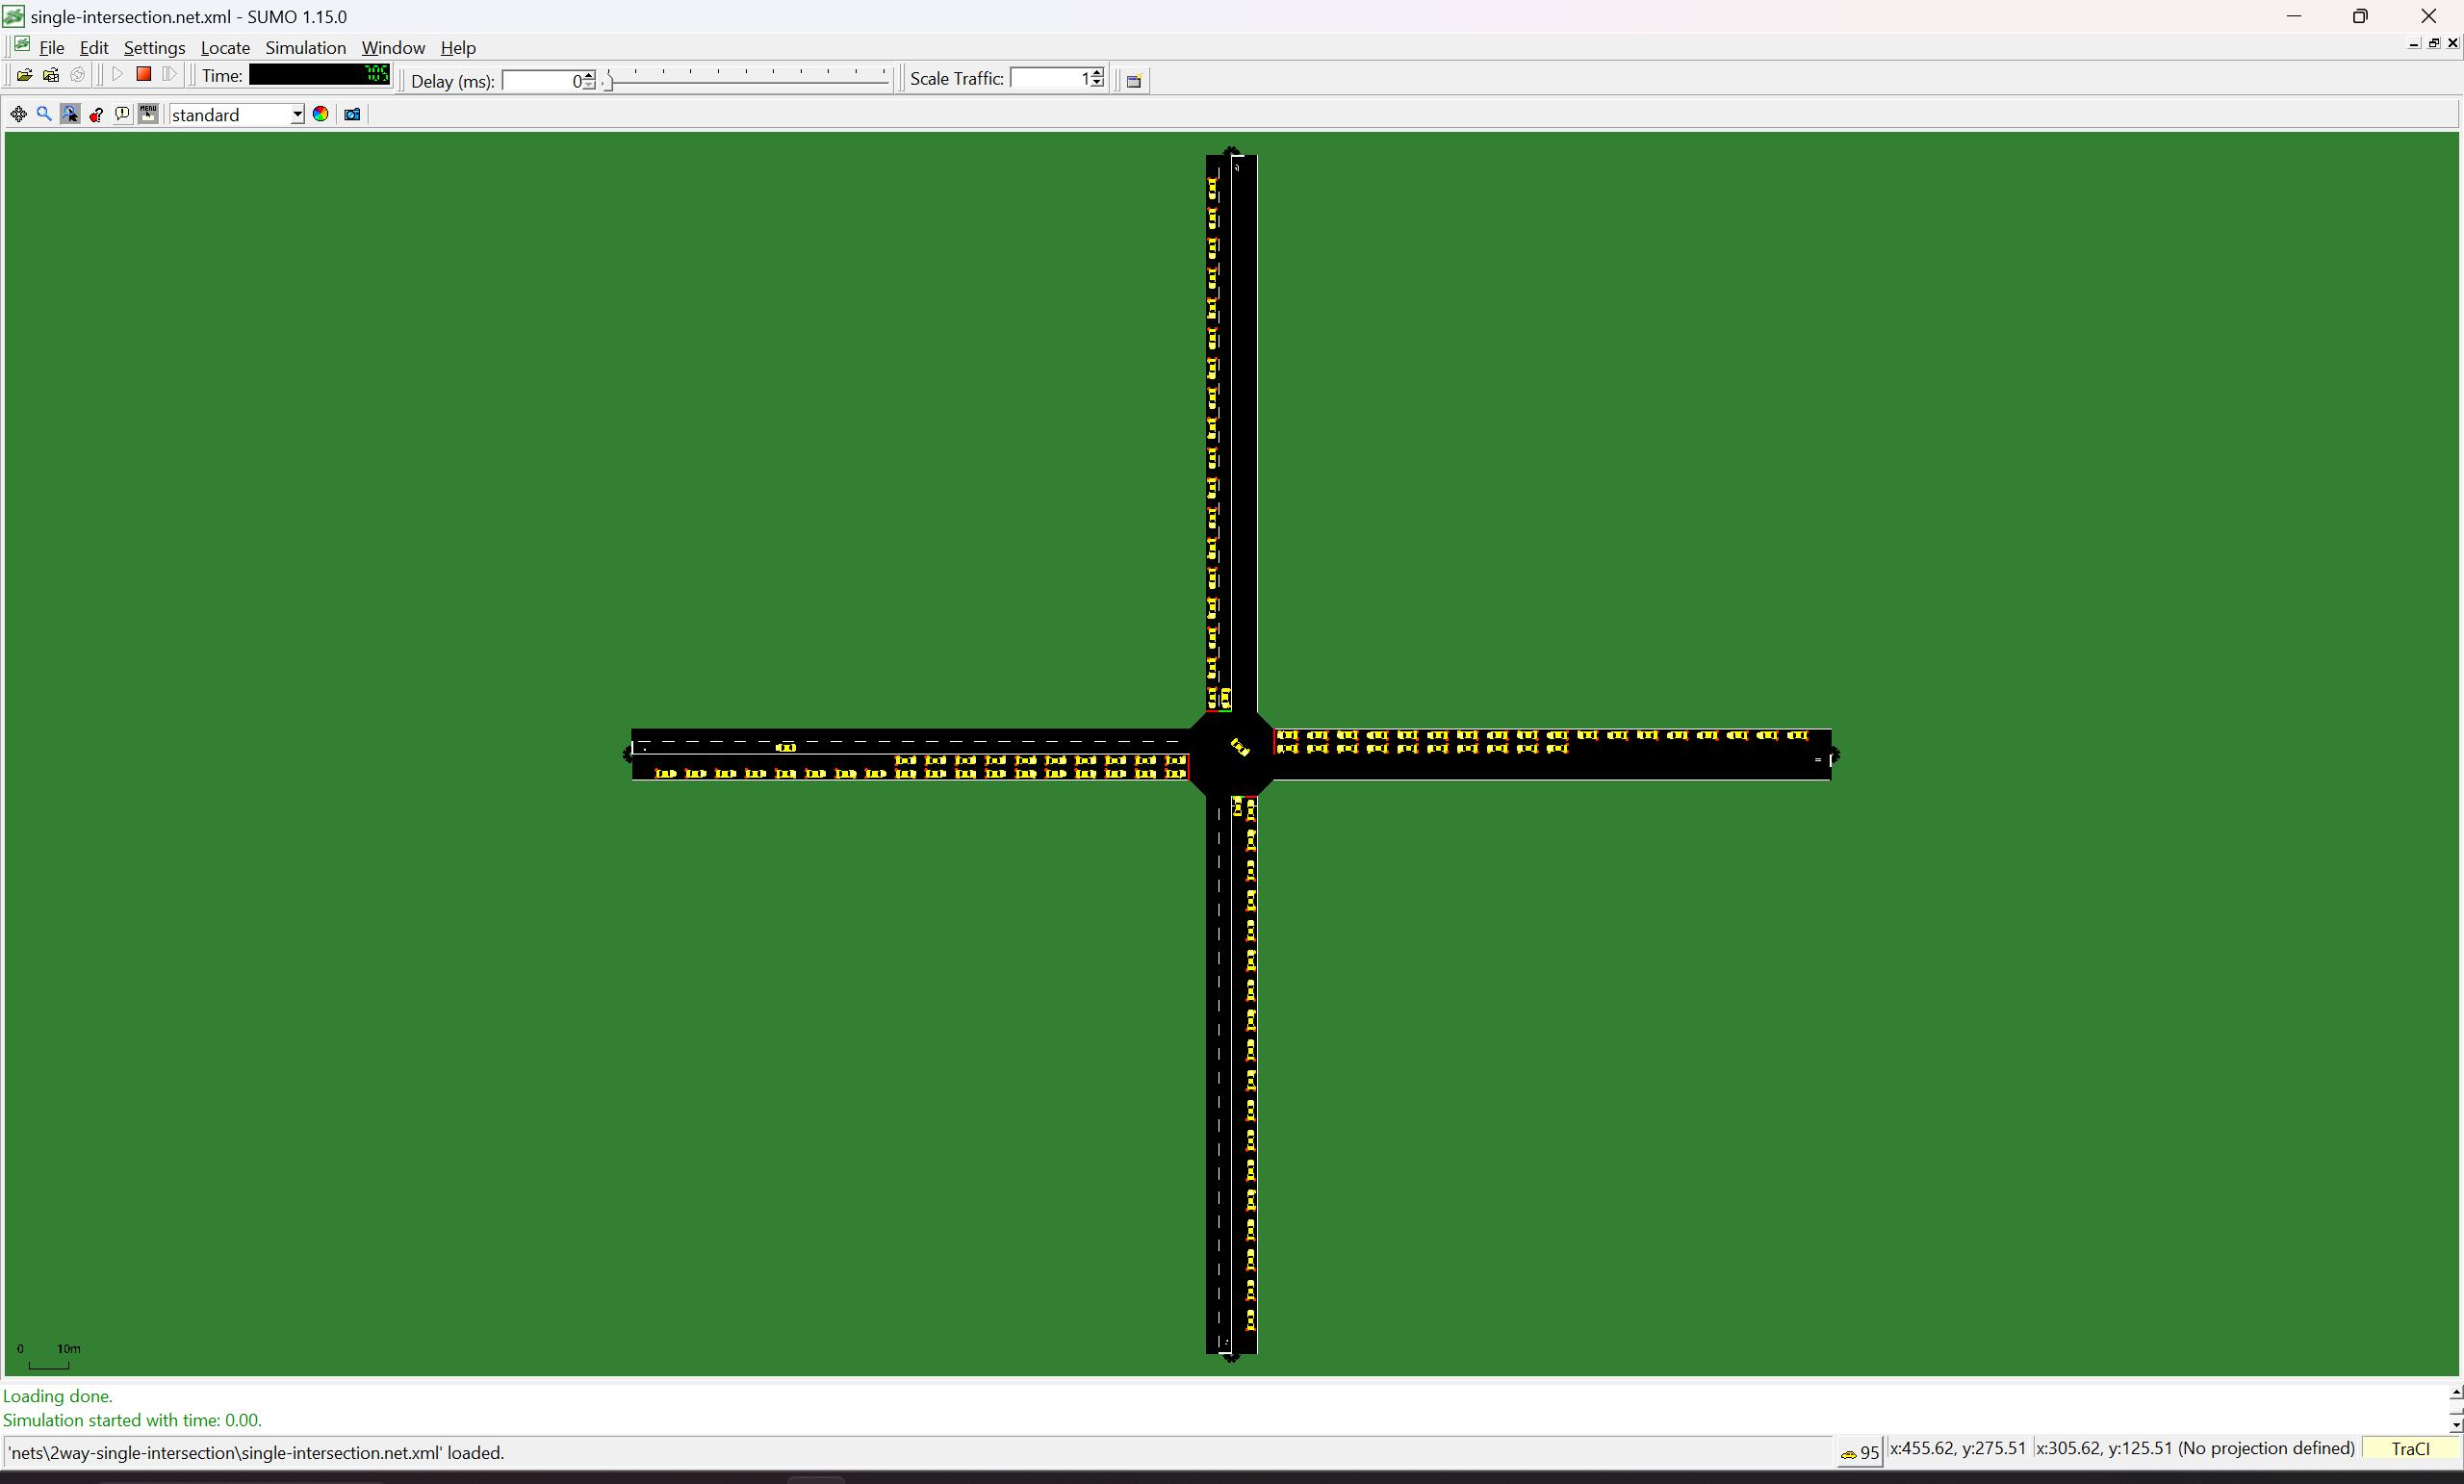 single-intersection.net.xml - SUMO 1.15.0
File Edit Settings Locate Simulation Window Help
Time: 705 Delay (ms): 0 Scale Traffic: 1
MENU standard
0 10m
Loading done.
Simulation started with time: 0.00.
'nets\2way-single-intersection\single-intersection.net.xml' loaded. 95 x:455.62, y:275.51 x:305.62, y:125.51 (No projection defined) TraCI